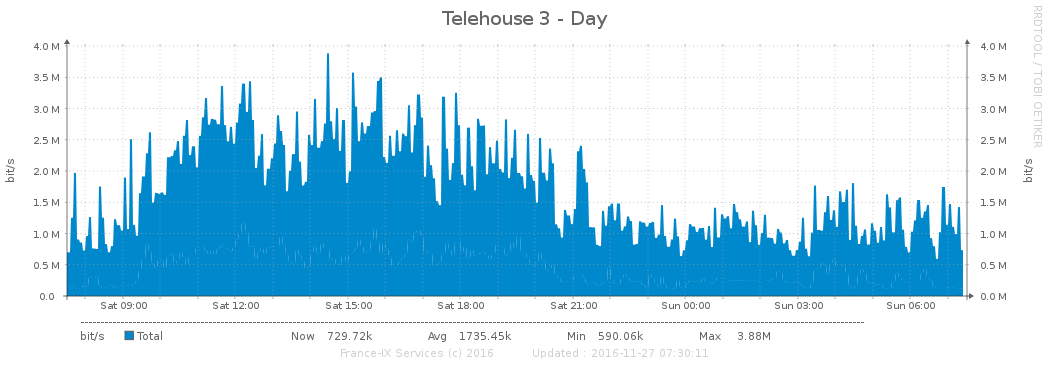 Telehouse 3 - Day
RRDTOOL / TOBI OETIKER
bit/s
4.0 M 4.0 M
3.5 M 3.5 M
3.0 M 3.0 M
2.5 M 2.5 M
2.0 M 2.0 M
1.5 M 1.5 M
1.0 M 1.0 M
0.5 M 0.5 M
0.0 0.0 M
bit/s
Sat 09:00 Sat 12:00 Sat 15:00 Sat 18:00 Sat 21:00 Sun 00:00 Sun 03:00 Sun 06:00
bit/s Total Now 729.72k Avg 1735.45k Min 590.06k Max 3.88M
France-IX Services (c) 2016 Updated : 2016-11-27 07:30:11